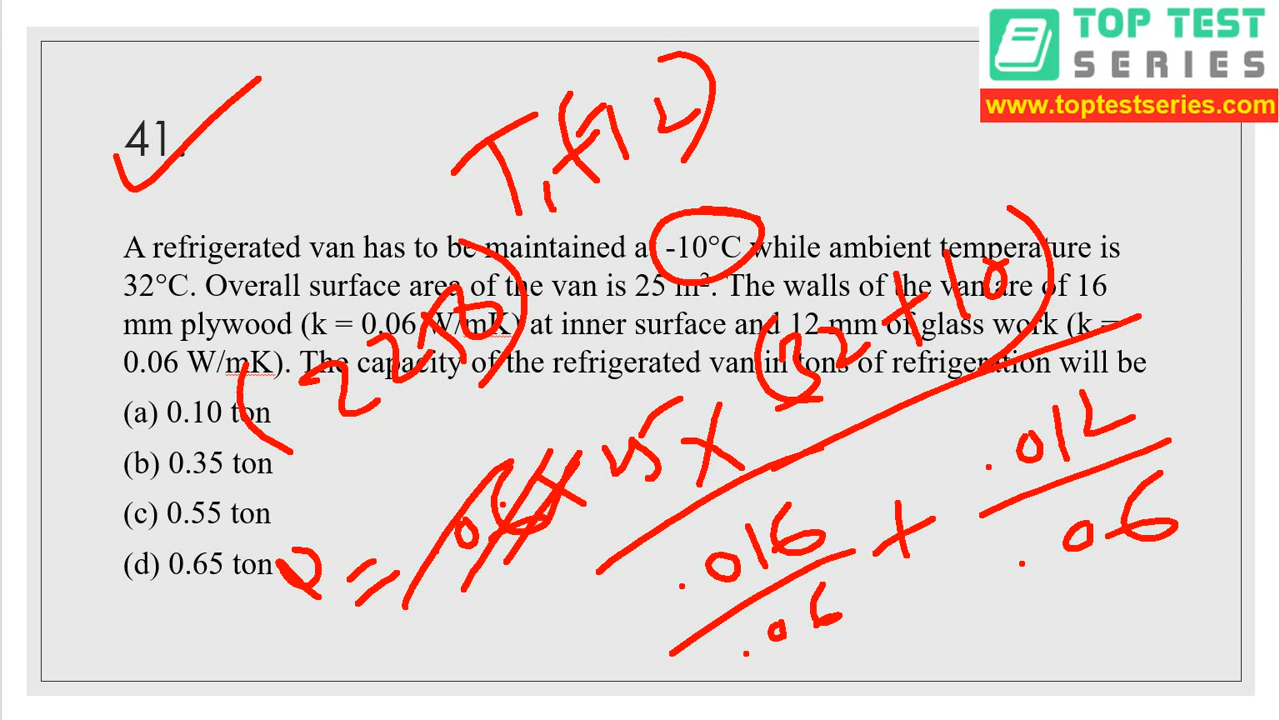 TOP TEST
SERIES
www.toptestseries.com
41.
A refrigerated van has to be maintained a -10°C while ambient temperature is
32°C. Overall surface area of the van is 25 m². The walls of the van are of 16
mm plywood (k = 0.06 W/mK) at inner surface and 12 mm of glass work (k =
0.06 W/mK). The capacity of the refrigerated van in tons of refrigeration will be
(a) 0.10 ton
(b) 0.35 ton
(c) 0.55 ton
(d) 0.65 ton
25 × (32 + 10)
.016 + .012
.06 .06